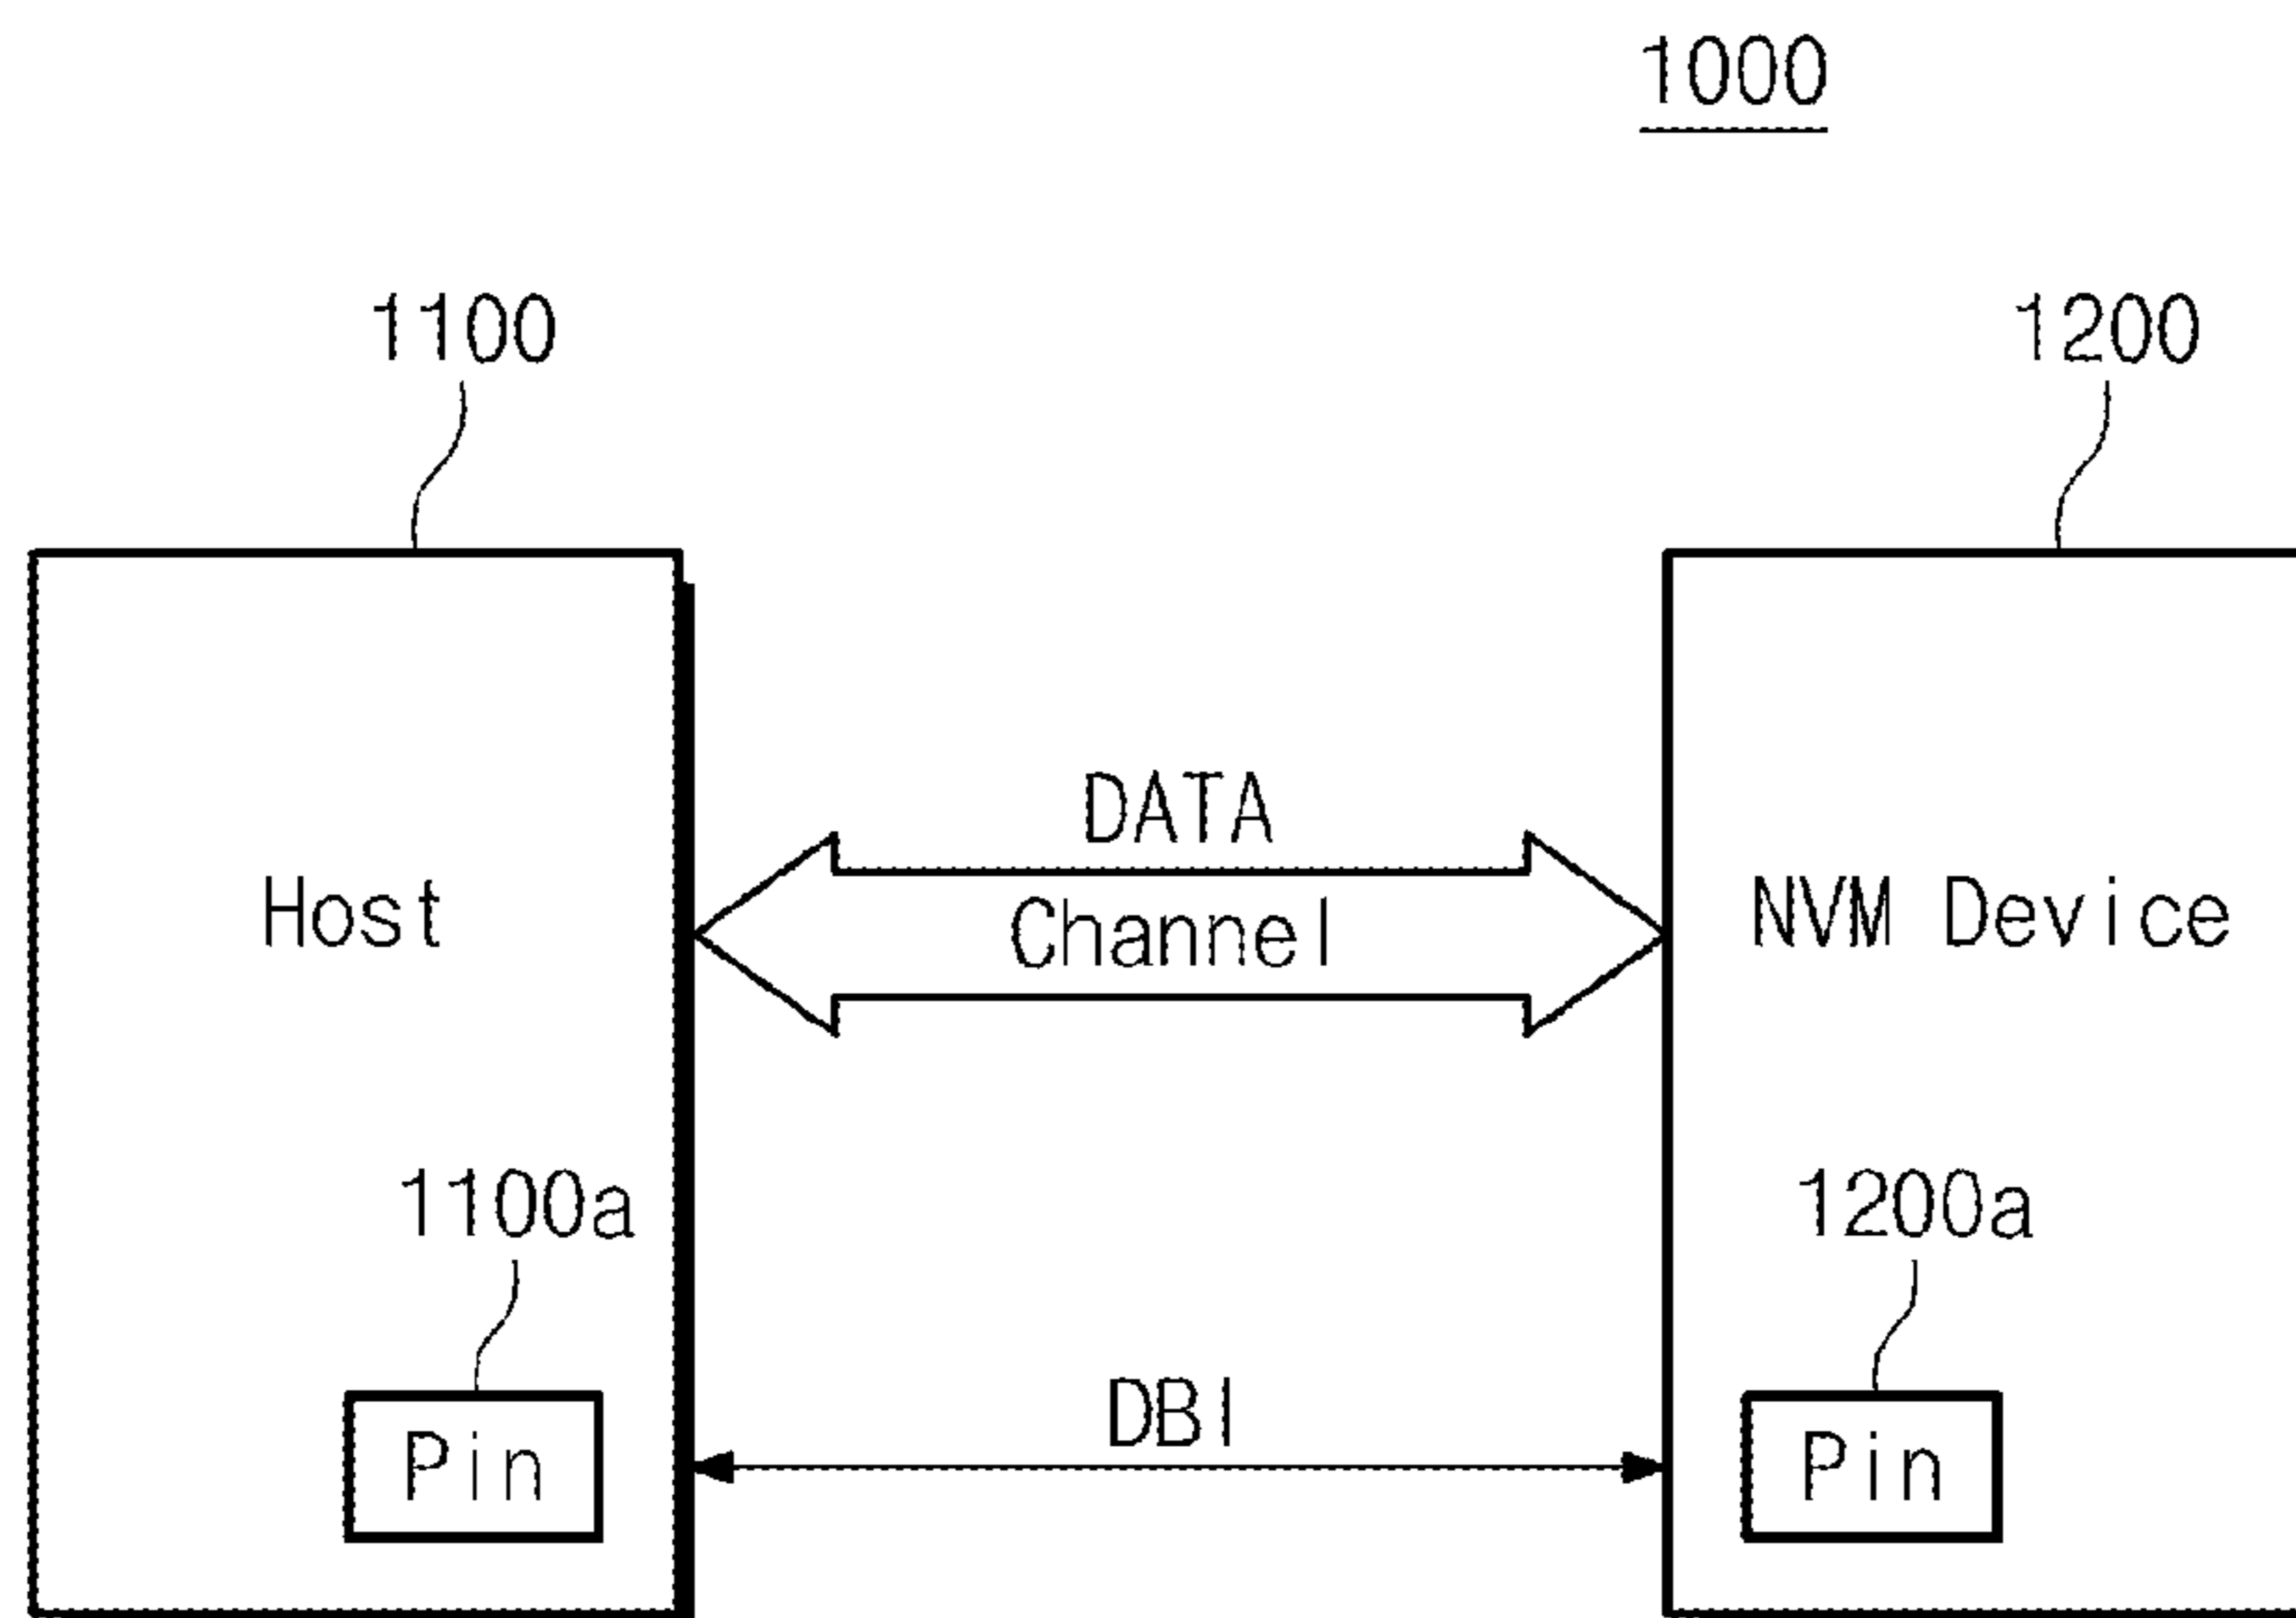 1000
1100
1200
DATA
Host
Channel
NVM Device
1100a
1200a
DBI
Pin
Pin